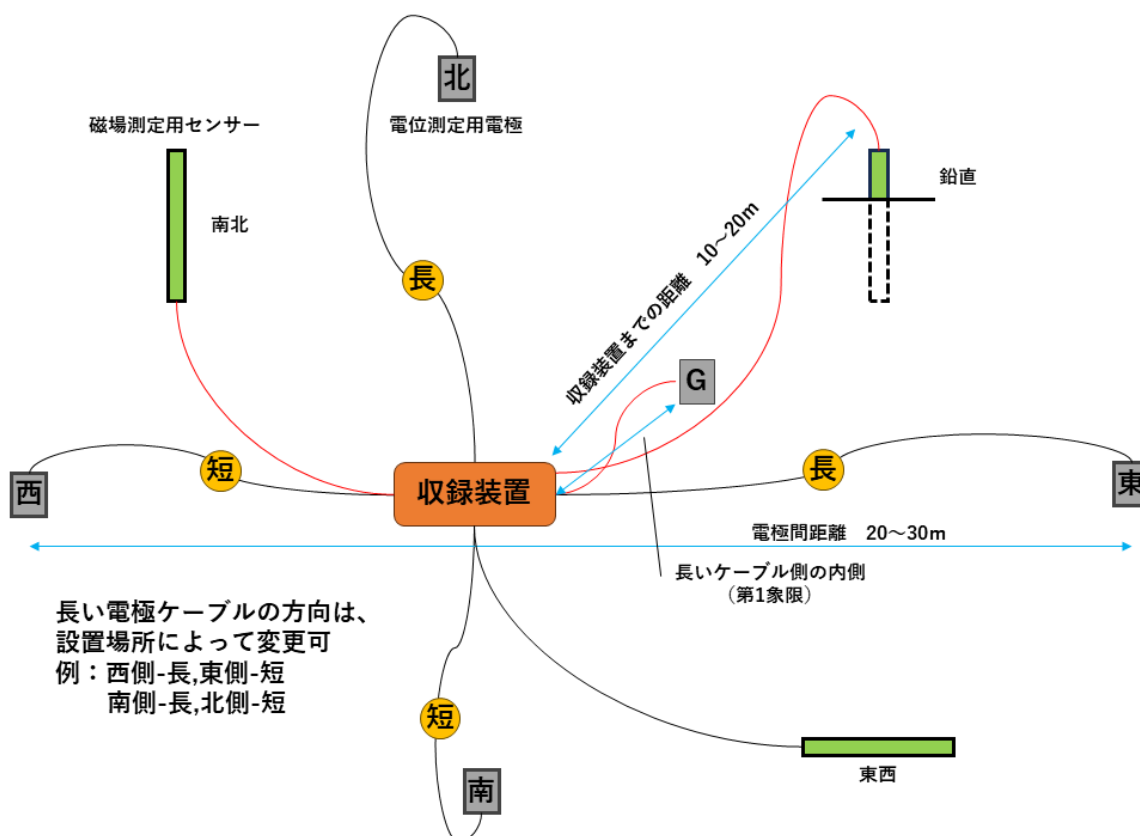 北
電位測定用電極
磁場測定用センサー
南北
鉛直
長
収録装置までの距離　10～20m
G
西
短
収録装置
長
東
電極間距離　20～30m
長いケーブル側の内側
（第1象限）
長い電極ケーブルの方向は、
設置場所によって変更可
例：西側-長,東側-短
南側-長,北側-短
短
南
東西